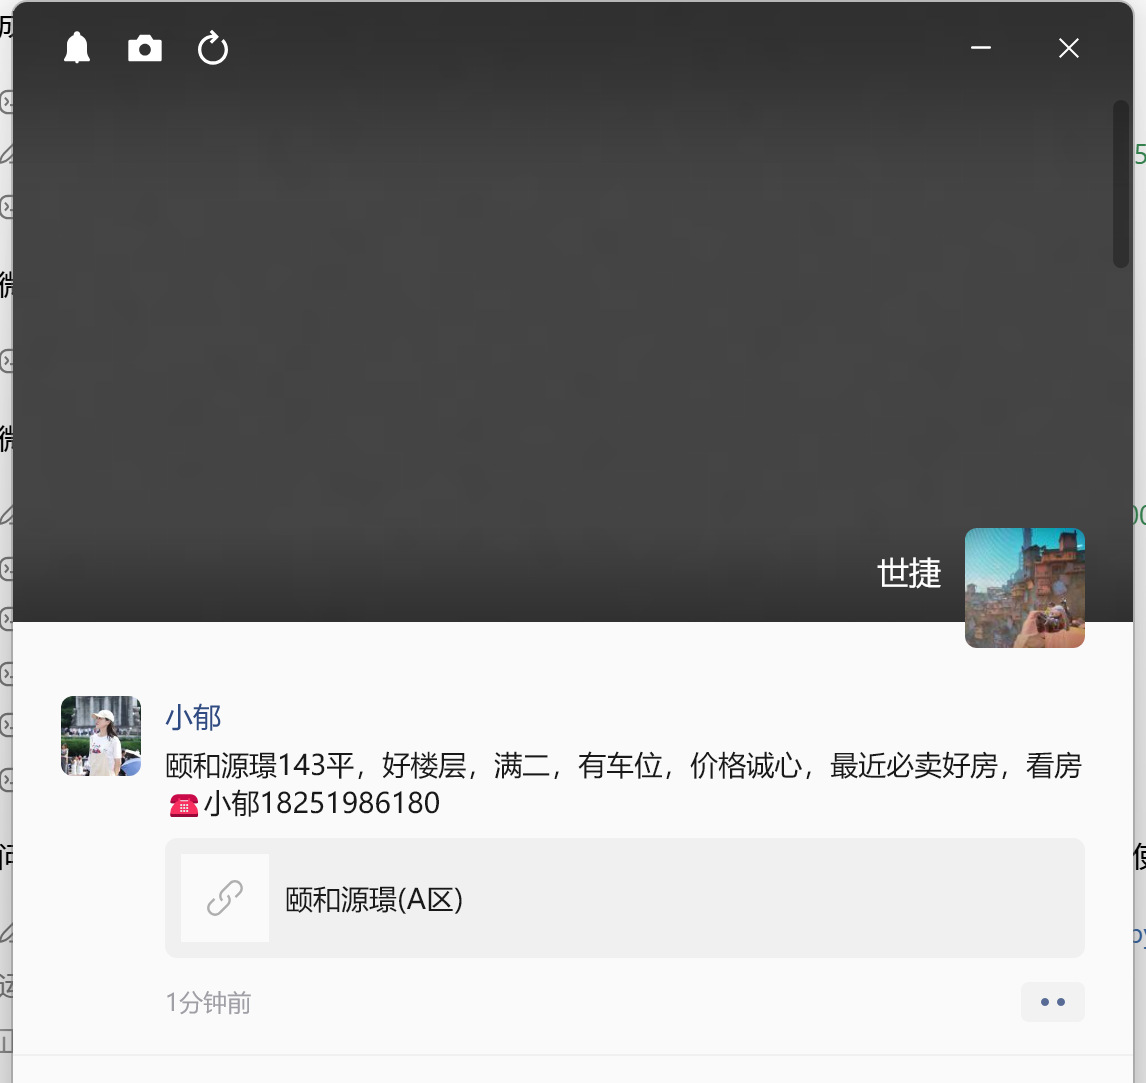 世捷
小郁
颐和源璟143平，好楼层，满二，有车位，价格诚心，最近必卖好房，看房
☎️小郁18251986180
颐和源璟(A区)
1分钟前